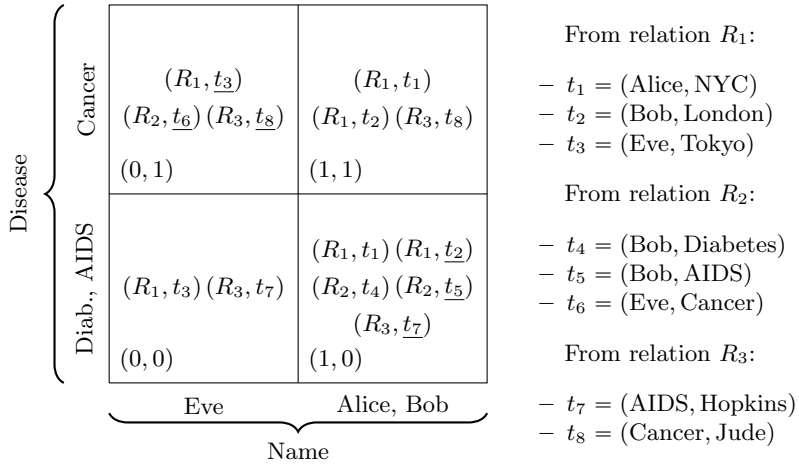 Disease
Cancer
Diab., AIDS
(R₁, t₃)
(R₂, t₆) (R₃, t₈)
(0, 1)
(R₁, t₁)
(R₁, t₂) (R₃, t₈)
(1, 1)
(R₁, t₃) (R₃, t₇)
(0, 0)
(R₁, t₁) (R₁, t₂)
(R₂, t₄) (R₂, t₅)
(R₃, t₇)
(1, 0)
Eve
Alice, Bob
Name
From relation R₁:
– t₁ = (Alice, NYC)
– t₂ = (Bob, London)
– t₃ = (Eve, Tokyo)
From relation R₂:
– t₄ = (Bob, Diabetes)
– t₅ = (Bob, AIDS)
– t₆ = (Eve, Cancer)
From relation R₃:
– t₇ = (AIDS, Hopkins)
– t₈ = (Cancer, Jude)